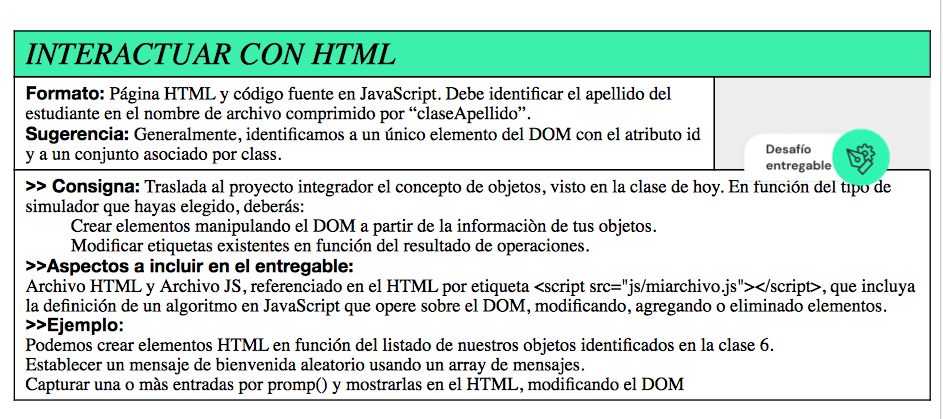 INTERACTUAR CON HTML
Formato: Página HTML y código fuente en JavaScript. Debe identificar el apellido del
estudiante en el nombre de archivo comprimido por “claseApellido”.
Sugerencia: Generalmente, identificamos a un único elemento del DOM con el atributo id
y a un conjunto asociado por class.
Desafío
entregable
>> Consigna: Traslada al proyecto integrador el concepto de objetos, visto en la clase de hoy. En función del tipo de
simulador que hayas elegido, deberás:
Crear elementos manipulando el DOM a partir de la informaciòn de tus objetos.
Modificar etiquetas existentes en función del resultado de operaciones.
>>Aspectos a incluir en el entregable:
Archivo HTML y Archivo JS, referenciado en el HTML por etiqueta <script src="js/miarchivo.js"></script>, que incluya
la definición de un algoritmo en JavaScript que opere sobre el DOM, modificando, agregando o eliminado elementos.
>>Ejemplo:
Podemos crear elementos HTML en función del listado de nuestros objetos identificados en la clase 6.
Establecer un mensaje de bienvenida aleatorio usando un array de mensajes.
Capturar una o màs entradas por promp() y mostrarlas en el HTML, modificando el DOM